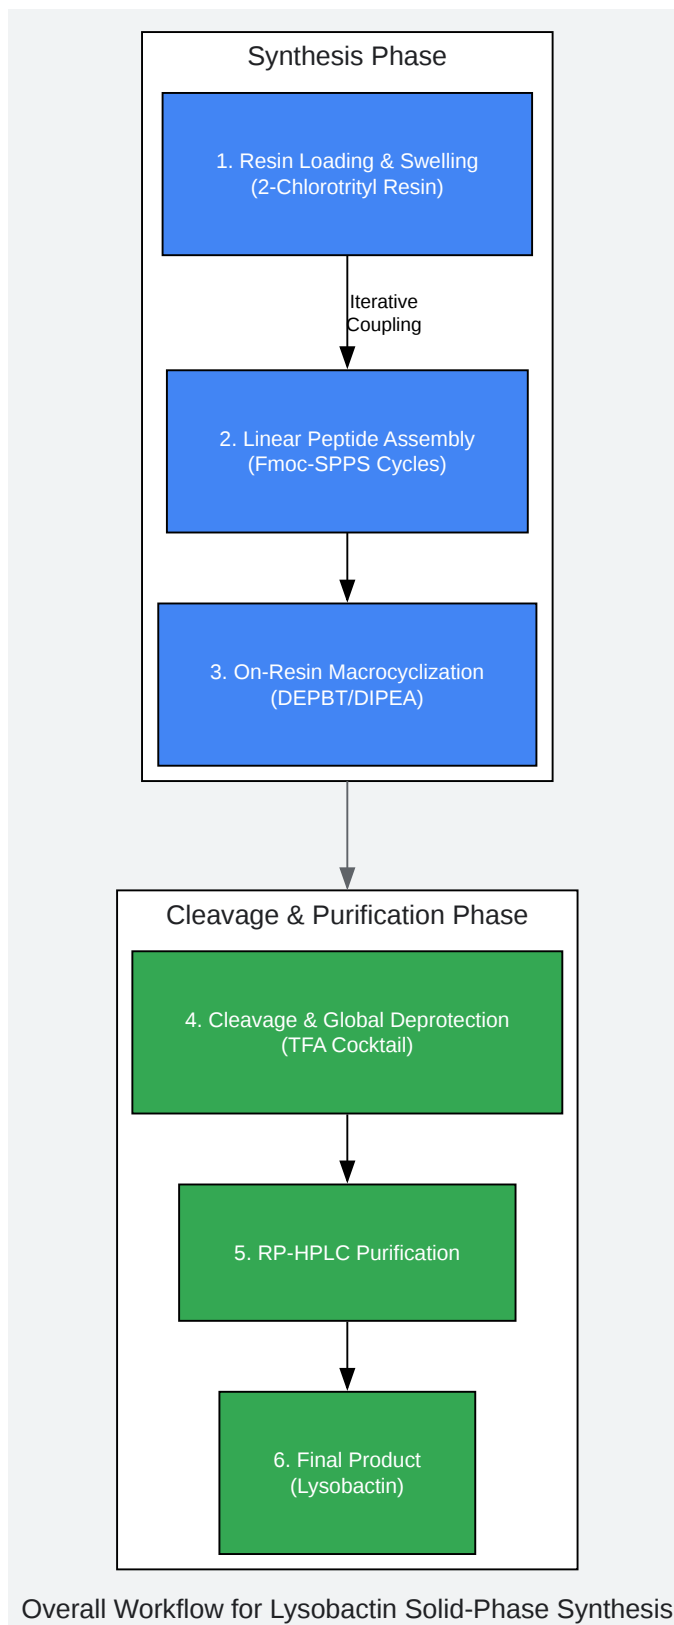 Synthesis Phase
1. Resin Loading & Swelling
(2-Chlorotrityl Resin)
Iterative
Coupling
2. Linear Peptide Assembly
(Fmoc-SPPS Cycles)
3. On-Resin Macrocyclization
(DEPBT/DIPEA)
Cleavage & Purification Phase
4. Cleavage & Global Deprotection
(TFA Cocktail)
5. RP-HPLC Purification
6. Final Product
(Lysobactin)
Overall Workflow for Lysobactin Solid-Phase Synthesis